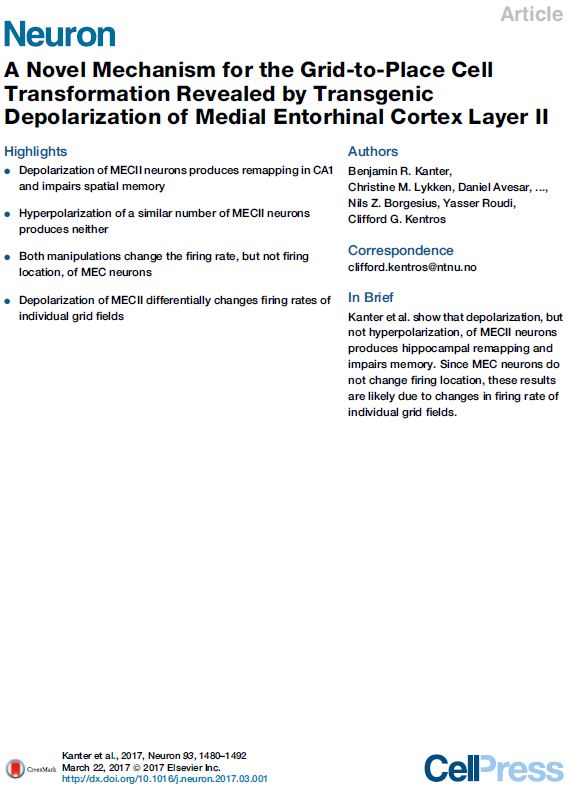 Article
Neuron
A Novel Mechanism for the Grid-to-Place Cell
Transformation Revealed by Transgenic
Depolarization of Medial Entorhinal Cortex Layer II
Highlights
Depolarization of MECII neurons produces remapping in CA1
and impairs spatial memory
Hyperpolarization of a similar number of MECII neurons
produces neither
Both manipulations change the firing rate, but not firing
location, of MEC neurons
Depolarization of MECII differentially changes firing rates of
individual grid fields
Authors
Benjamin R. Kanter,
Christine M. Lykken, Daniel Avesar, ...,
Nils Z. Borgesius, Yasser Roudi,
Clifford G. Kentros
Correspondence
clifford.kentros@ntnu.no
In Brief
Kanter et al. show that depolarization, but
not hyperpolarization, of MECII neurons
produces hippocampal remapping and
impairs memory. Since MEC neurons do
not change firing location, these results
are likely due to changes in firing rate of
individual grid fields.
CrossMark
Kanter et al., 2017, Neuron 93, 1480–1492
March 22, 2017 © 2017 Elsevier Inc.
http://dx.doi.org/10.1016/j.neuron.2017.03.001
CellPress